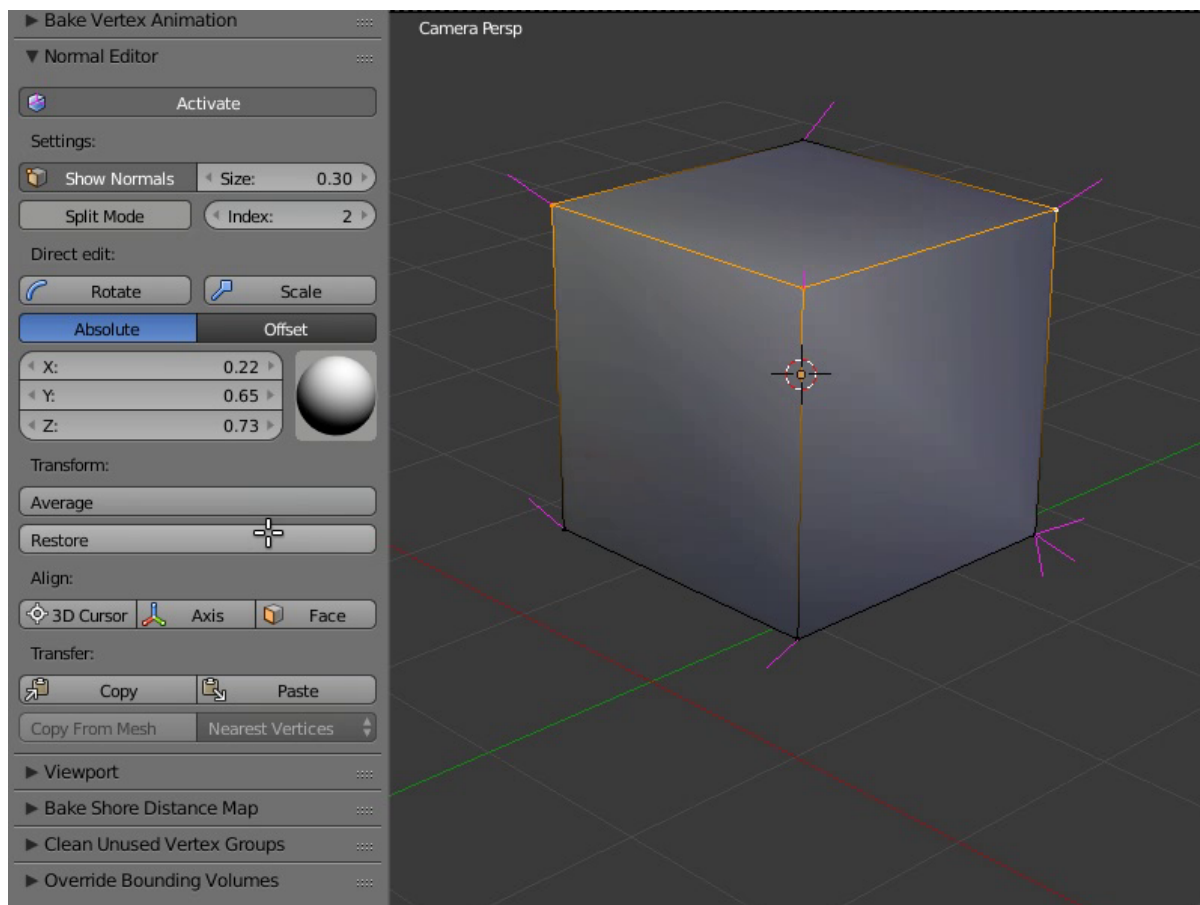 Bake Vertex Animation
Camera Persp
Normal Editor
Activate
Settings:
Show Normals Size: 0.30
Split Mode Index: 2
Direct edit:
Rotate Scale
Absolute Offset
X: 0.22
Y: 0.65
Z: 0.73
Transform:
Average
Restore
Align:
3D Cursor Axis Face
Transfer:
Copy Paste
Copy From Mesh Nearest Vertices
Viewport
Bake Shore Distance Map
Clean Unused Vertex Groups
Override Bounding Volumes